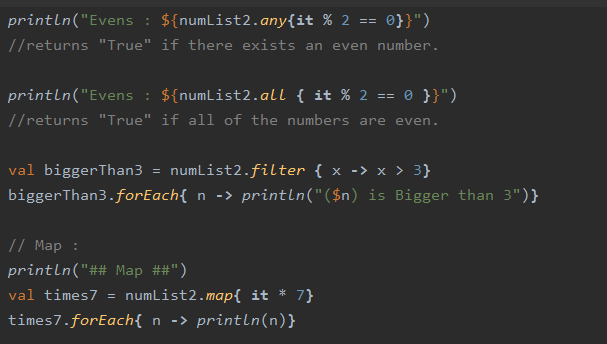 println("Evens : ${numList2.any{it % 2 == 0}}")
//returns "True" if there exists an even number.
println("Evens : ${numList2.all { it % 2 == 0 }}")
//returns "True" if all of the numbers are even.
val biggerThan3 = numList2.filter { x -> x > 3}
biggerThan3.forEach{ n -> println("($n) is Bigger than 3")}
// Map :
println("## Map ##")
val times7 = numList2.map{ it * 7}
times7.forEach{ n -> println(n)}